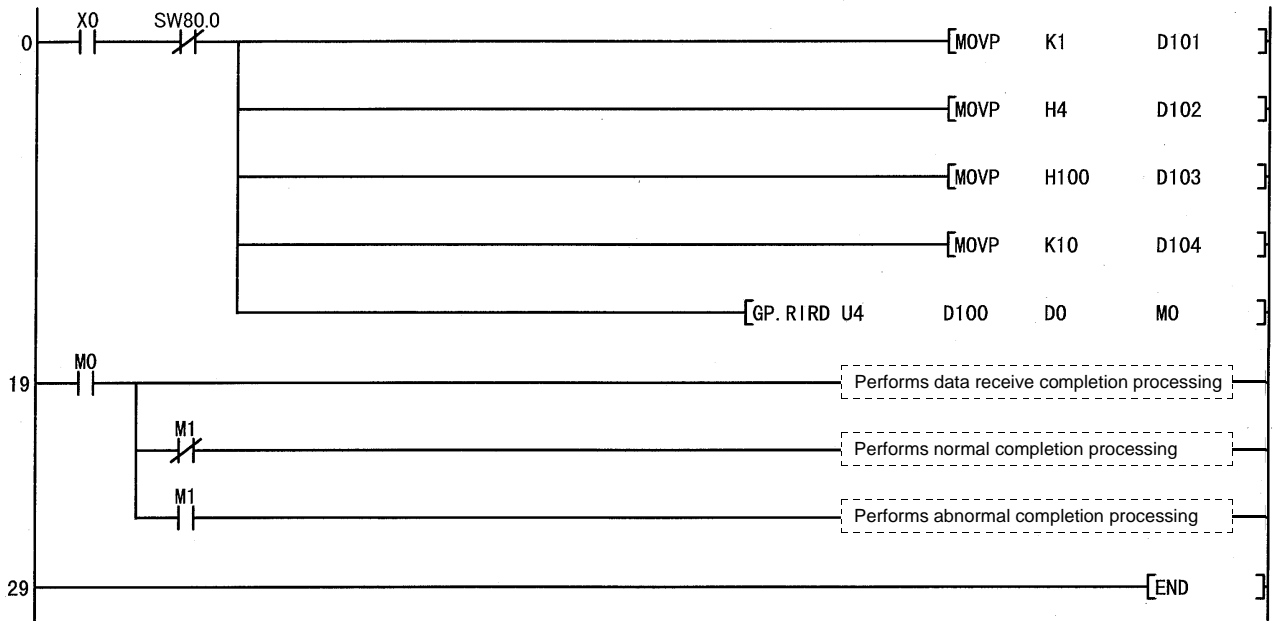 X0 SW80.0
0 [MOVP K1 D101 ]
[MOVP H4 D102 ]
[MOVP H100 D103 ]
[MOVP K10 D104 ]
[GP.RIRD U4 D100 D0 M0 ]
M0
19 Performs data receive completion processing
M1
Performs normal completion processing
M1
Performs abnormal completion processing
29 [END ]